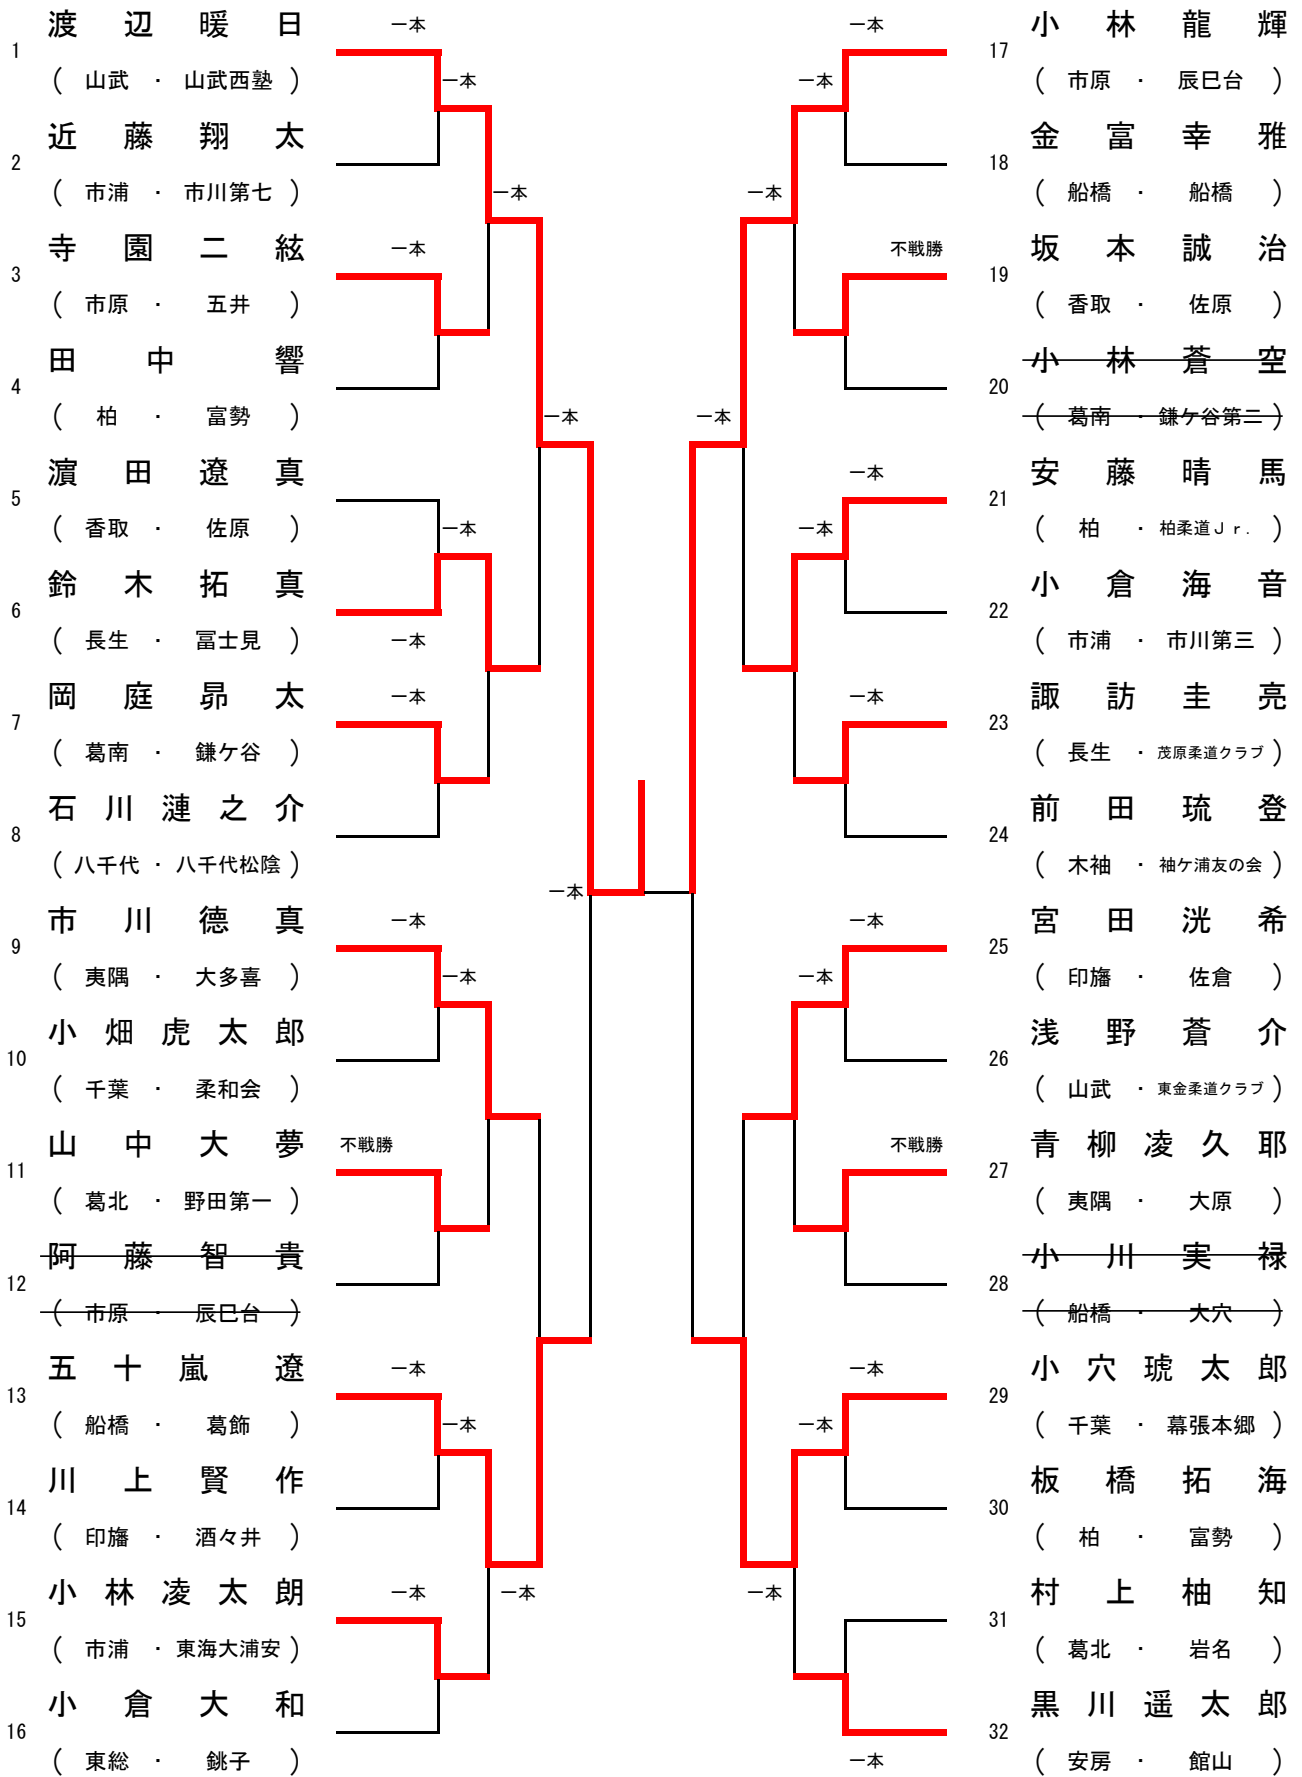 渡辺暖日
1
(山武・山武西塾)
近藤翔太
2
(市浦・市川第七)
寺園二絃
3
(市原・五井)
田中響
4
(柏・富勢)
濵田遼真
5
(香取・佐原)
鈴木拓真
6
(長生・冨士見)
岡庭昴太
7
(葛南・鎌ケ谷)
石川漣之介
8
(八千代・八千代松陰)
市川德真
9
(夷隅・大多喜)
小畑虎太郎
10
(千葉・柔和会)
山中大夢
11
(葛北・野田第一)
阿藤智貴
12
(市原・辰巳台)
五十嵐遼
13
(船橋・葛飾)
川上賢作
14
(印旛・酒々井)
小林凌太朗
15
(市浦・東海大浦安)
小倉大和
16
(東総・銚子)
一本
一本
一本
一本
一本
一本
一本
一本
一本
一本
一本
不戦勝
一本
一本
一本
一本
一本
一本
一本
一本
不戦勝
一本
一本
一本
一本
一本
一本
不戦勝
一本
一本
一本
一本
小林龍輝
17
(市原・辰巳台)
金富幸雅
18
(船橋・船橋)
坂本誠治
19
(香取・佐原)
小林蒼空
20
(葛南・鎌ケ谷第二)
安藤晴馬
21
(柏・柏柔道Jr.)
小倉海音
22
(市浦・市川第三)
諏訪圭亮
23
(長生・茂原柔道クラブ)
前田琉登
24
(木袖・袖ケ浦友の会)
宮田洸希
25
(印旛・佐倉)
浅野蒼介
26
(山武・東金柔道クラブ)
青柳凌久耶
27
(夷隅・大原)
小川実禄
28
(船橋・大穴)
小穴琥太郎
29
(千葉・幕張本郷)
板橋拓海
30
(柏・富勢)
村上柚知
31
(葛北・岩名)
黒川遥太郎
32
(安房・館山)